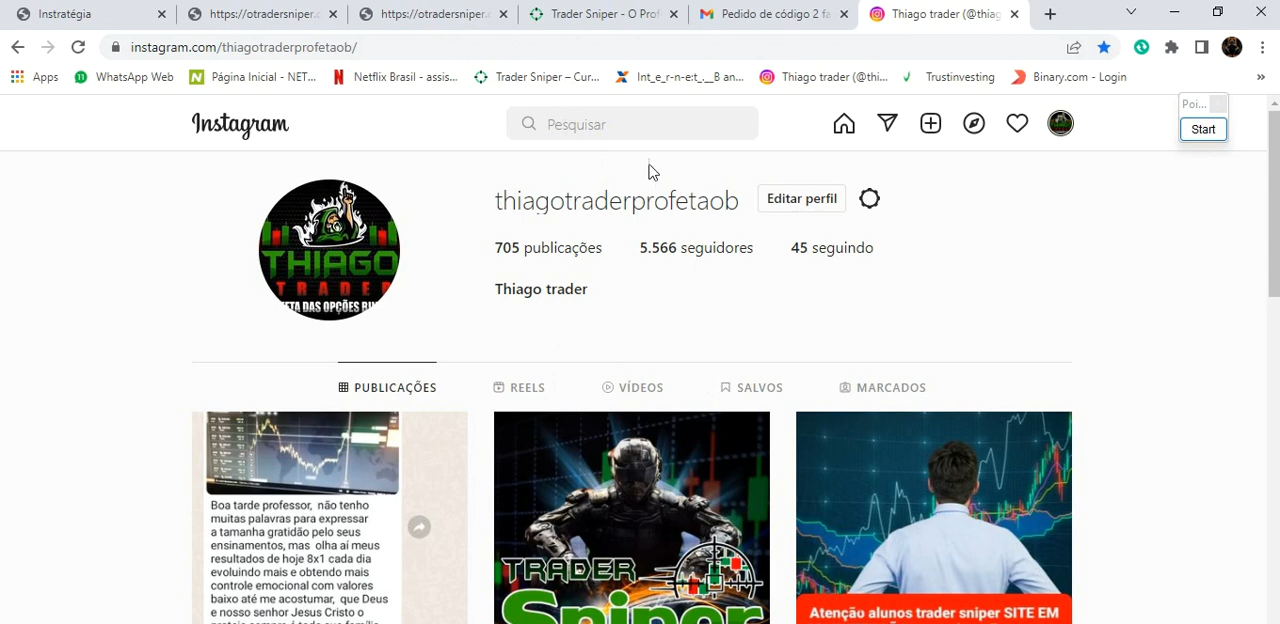 Instratégia
https://otradersniper.c
https://otradersniper.c
Trader Sniper - O Prof
Pedido de código 2 fa
Thiago trader (@thiag
instagram.com/thiagotraderprofetaob/
Apps
WhatsApp Web
Página Inicial - NET...
Netflix Brasil - assis...
Trader Sniper – Cur...
Int_e_r-n-e:t_._B an...
Thiago trader (@thi...
Trustinvesting
Binary.com - Login
»
Poi...
Start
Instagram
Pesquisar
thiagotraderprofetaob
Editar perfil
705 publicações
5.566 seguidores
45 seguindo
Thiago trader
THIAGO
TRADER
ETA DAS OPÇÕES
PUBLICAÇÕES
REELS
VÍDEOS
SALVOS
MARCADOS
Boa tarde professor, não tenho
muitas palavras para expressar
a tamanha gratidão pelo seus
ensinamentos, mas olha aí meus
resultados de hoje 8x1 cada dia
evoluindo mais e obtendo mais
controle emocional com valores
baixo até me acostumar, que Deus
e nosso senhor Jesus Cristo o
TRADER
Sniper
Atenção alunos trader sniper SITE EM